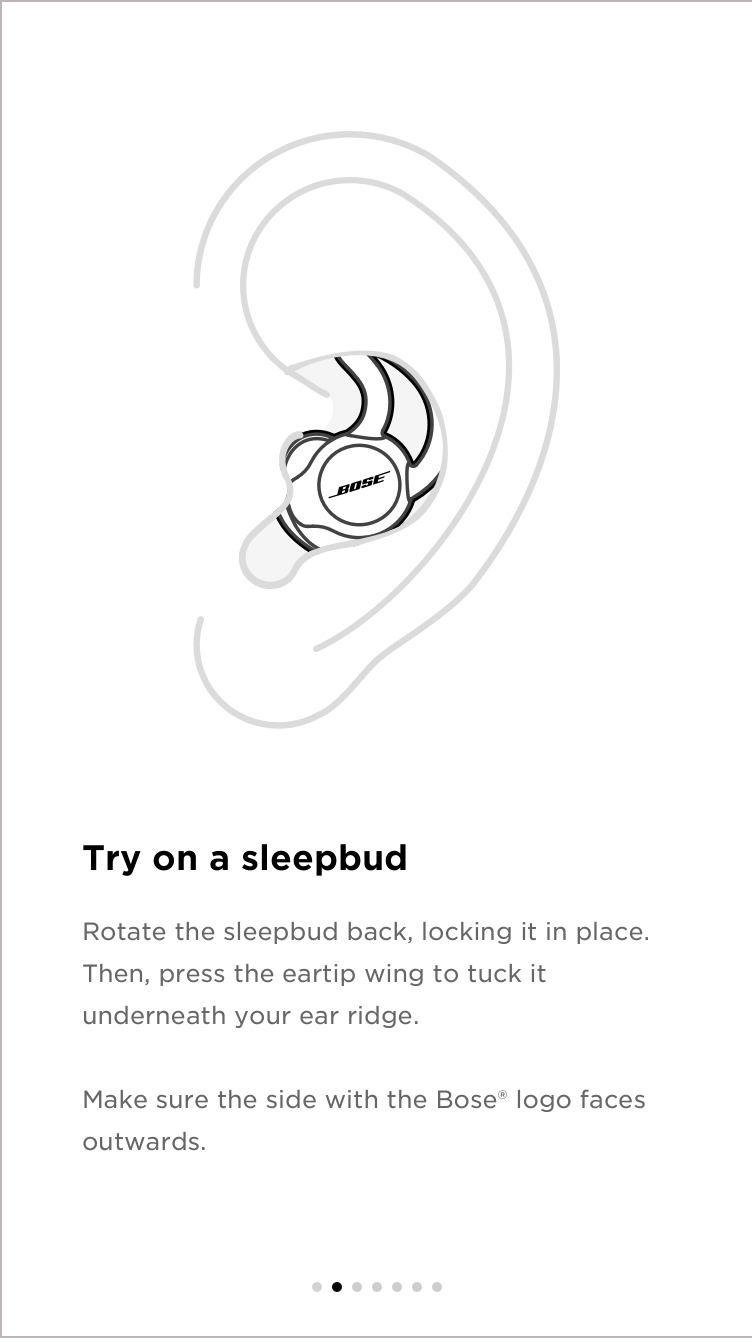 BOSE
Try on a sleepbud
Rotate the sleepbud back, locking it in place.
Then, press the eartip wing to tuck it
underneath your ear ridge.
Make sure the side with the Bose® logo faces
outwards.